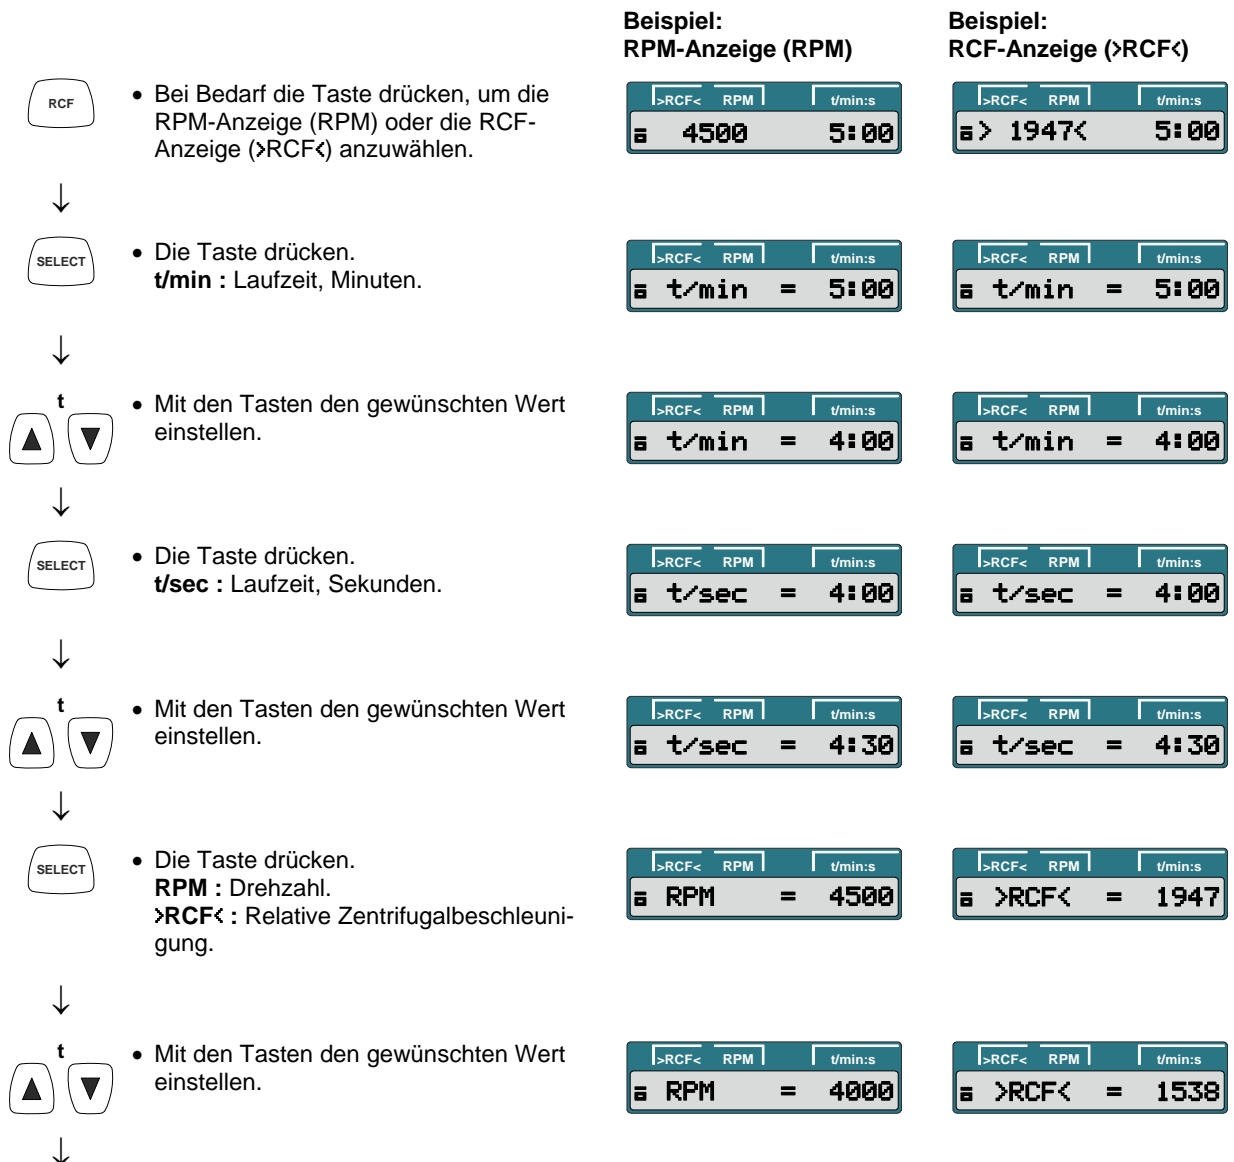 Beispiel:
RPM-Anzeige (RPM)
Beispiel:
RCF-Anzeige (>RCF<)
RCF
• Bei Bedarf die Taste drücken, um die
RPM-Anzeige (RPM) oder die RCF-
Anzeige (>RCF<) anzuwählen.
>RCF< RPM t/min:s
4500 5:00
>RCF< RPM t/min:s
> 1947< 5:00
↓
SELECT
• Die Taste drücken.
t/min : Laufzeit, Minuten.
>RCF< RPM t/min:s
t/min = 5:00
>RCF< RPM t/min:s
t/min = 5:00
↓
t
▲ ▼
• Mit den Tasten den gewünschten Wert
einstellen.
>RCF< RPM t/min:s
t/min = 4:00
>RCF< RPM t/min:s
t/min = 4:00
↓
SELECT
• Die Taste drücken.
t/sec : Laufzeit, Sekunden.
>RCF< RPM t/min:s
t/sec = 4:00
>RCF< RPM t/min:s
t/sec = 4:00
↓
t
▲ ▼
• Mit den Tasten den gewünschten Wert
einstellen.
>RCF< RPM t/min:s
t/sec = 4:30
>RCF< RPM t/min:s
t/sec = 4:30
↓
SELECT
• Die Taste drücken.
RPM : Drehzahl.
>RCF< : Relative Zentrifugalbeschleuni-
gung.
>RCF< RPM t/min:s
RPM = 4500
>RCF< RPM t/min:s
>RCF< = 1947
↓
t
▲ ▼
• Mit den Tasten den gewünschten Wert
einstellen.
>RCF< RPM t/min:s
RPM = 4000
>RCF< RPM t/min:s
>RCF< = 1538
↓